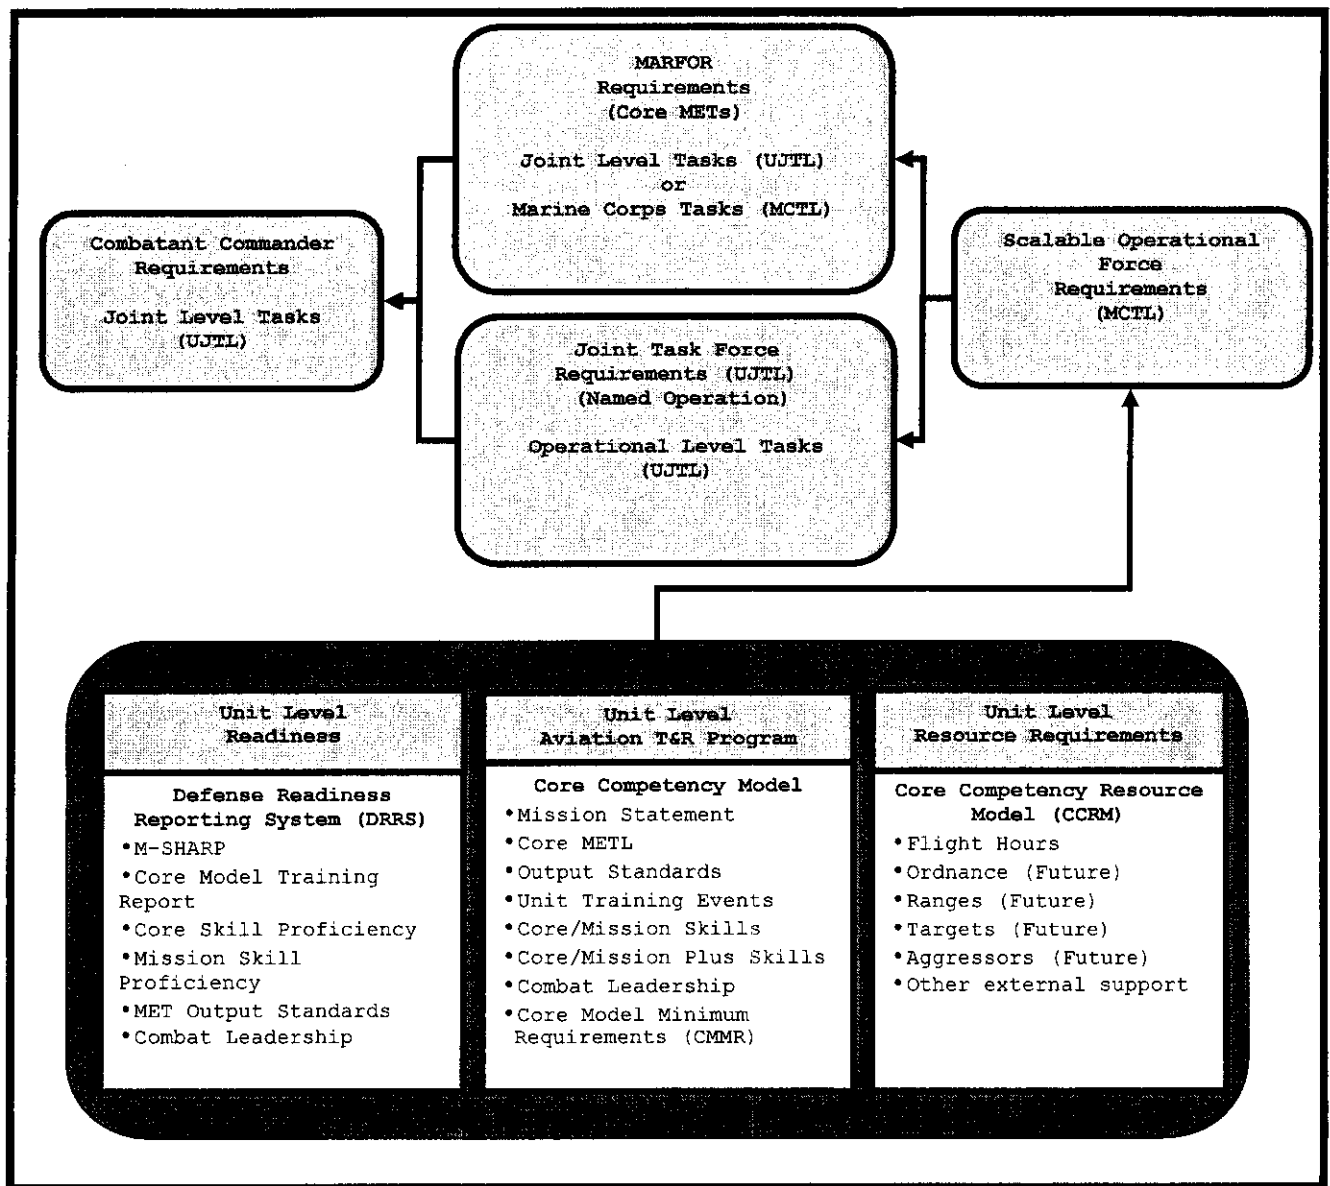 MARFOR
Requirements
(Core METs)
Joint Level Tasks (UJTL)
or
Marine Corps Tasks (MCTL)
Combatant Commander
Requirements
Joint Level Tasks
(UJTL)
Scalable Operational
Force
Requirements
(MCTL)
Joint Task Force
Requirements (UJTL)
(Named Operation)
Operational Level Tasks
(UJTL)
Unit Level
Readiness
Defense Readiness
Reporting System (DRRS)
•M-SHARP
•Core Model Training
Report
•Core Skill Proficiency
•Mission Skill
Proficiency
•MET Output Standards
•Combat Leadership
Unit Level
Aviation T&R Program
Core Competency Model
•Mission Statement
•Core METL
•Output Standards
•Unit Training Events
•Core/Mission Skills
•Core/Mission Plus Skills
•Combat Leadership
•Core Model Minimum
Requirements (CMMR)
Unit Level
Resource Requirements
Core Competency Resource
Model (CCRM)
•Flight Hours
•Ordnance (Future)
•Ranges (Future)
•Targets (Future)
•Aggressors (Future)
•Other external support